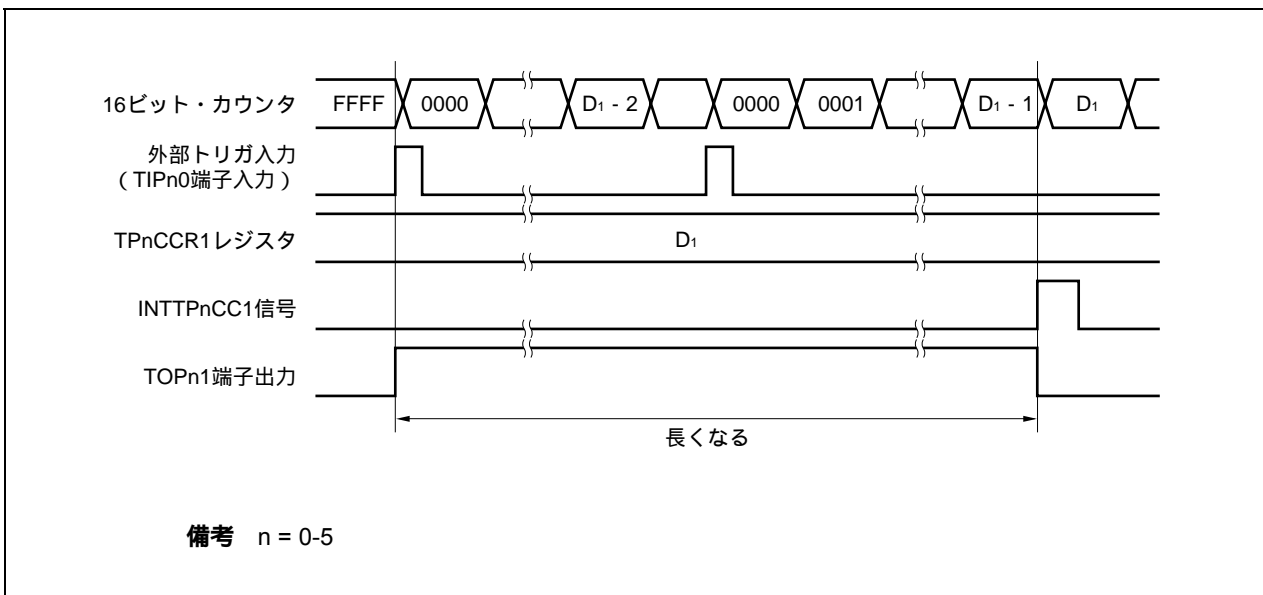 16ビット・カウンタ FFFF 0000 D1 - 2 0000 0001 D1 - 1 D1
外部トリガ入力
(TIPn0端子入力)
TPnCCR1レジスタ D1
INTTPnCC1信号
TOPn1端子出力
長くなる
備考 n = 0-5